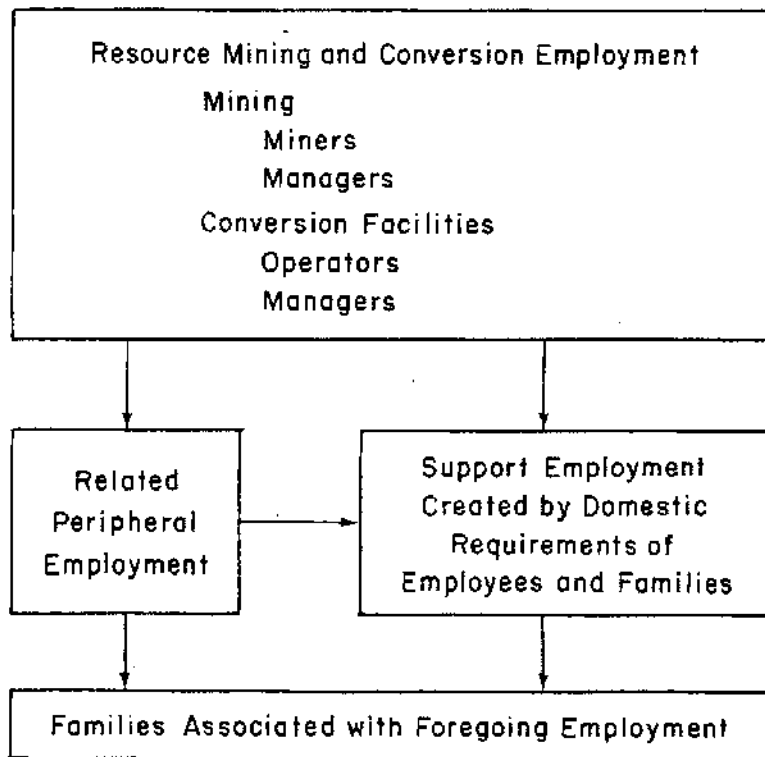 Resource Mining and Conversion Employment
Mining
Miners
Managers
Conversion Facilities
Operators
Managers
Related
Peripheral
Employment
Support Employment
Created by Domestic
Requirements of
Employees and Families
Families Associated with Foregoing Employment